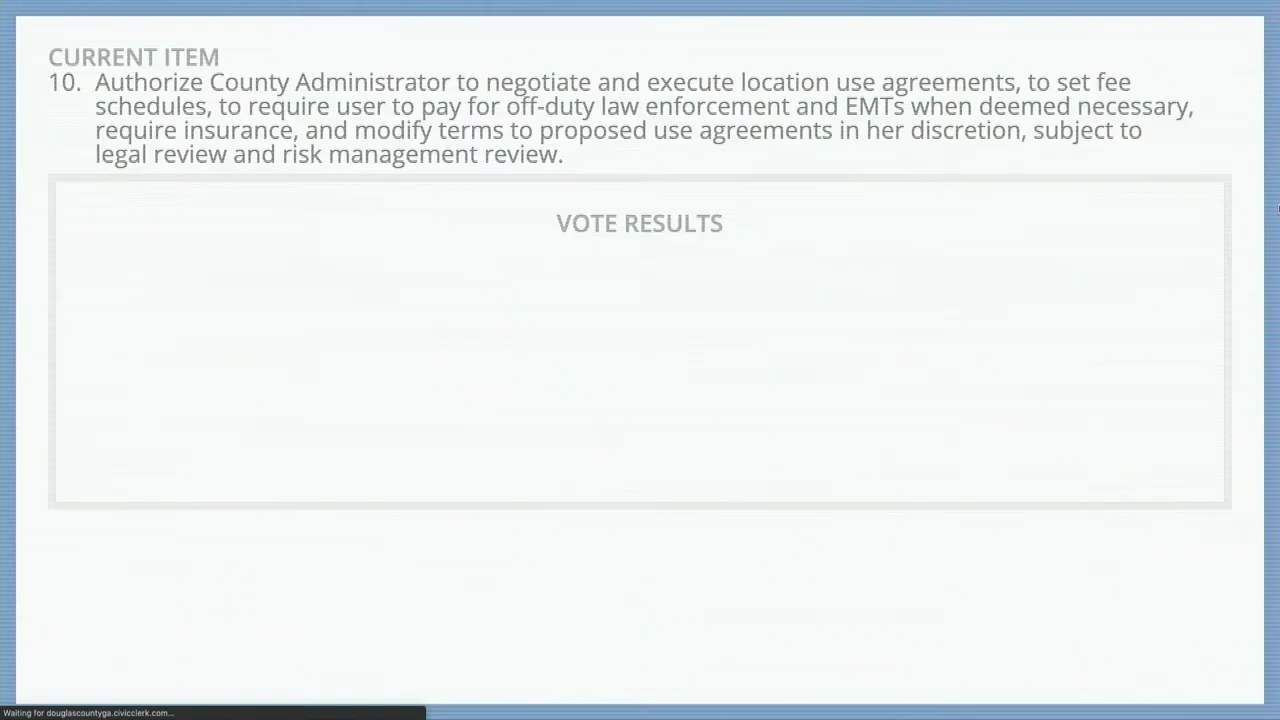 CURRENT ITEM
10. Authorize County Administrator to negotiate and execute location use agreements, to set fee
schedules, to require user to pay for off-duty law enforcement and EMTs when deemed necessary,
require insurance, and modify terms to proposed use agreements in her discretion, subject to
legal review and risk management review.
VOTE RESULTS
Waiting for douglascountyga.civicclerk.com...